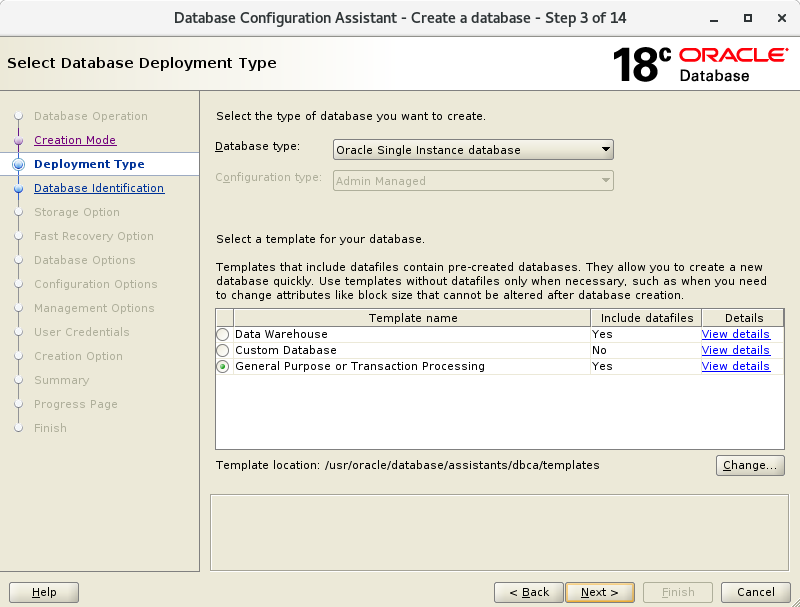 Database Configuration Assistant - Create a database - Step 3 of 14
Select Database Deployment Type
18c ORACLE
Database
Database Operation
Creation Mode
Deployment Type
Database Identification
Storage Option
Fast Recovery Option
Database Options
Configuration Options
Management Options
User Credentials
Creation Option
Summary
Progress Page
Finish
Select the type of database you want to create.
Database type: Oracle Single Instance database
Configuration type: Admin Managed
Select a template for your database.
Templates that include datafiles contain pre-created databases. They allow you to create a new
database quickly. Use templates without datafiles only when necessary, such as when you need
to change attributes like block size that cannot be altered after database creation.
Template name Include datafiles Details
Data Warehouse Yes View details
Custom Database No View details
General Purpose or Transaction Processing Yes View details
Template location: /usr/oracle/database/assistants/dbca/templates Change...
Help < Back Next > Finish Cancel